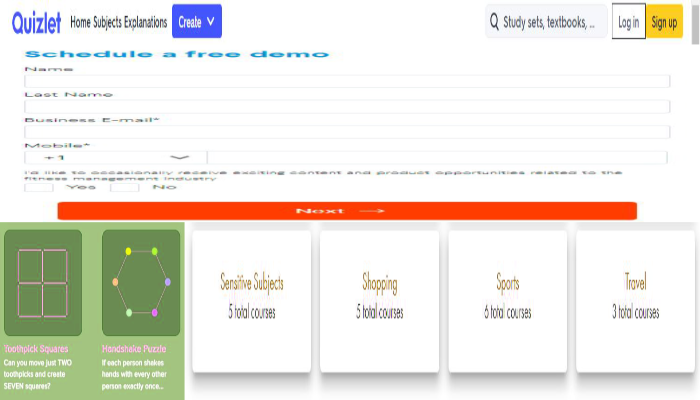 Quizlet Home Subjects Explanations Create Study sets, textbooks, ... Log in Sign up
Schedule a free demo
Name
Last Name
Business E-mail*
Mobile*
+1
I'd like to occasionally receive exciting content and product opportunities related to the
fitness management industry
Yes No
Next →
Toothpick Squares
Can you move just TWO
toothpicks and create
SEVEN squares?
Handshake Puzzle
If each person shakes
hands with every other
person exactly once...
Sensitive Subjects
5 total courses
Shopping
5 total courses
Sports
6 total courses
Travel
3 total courses